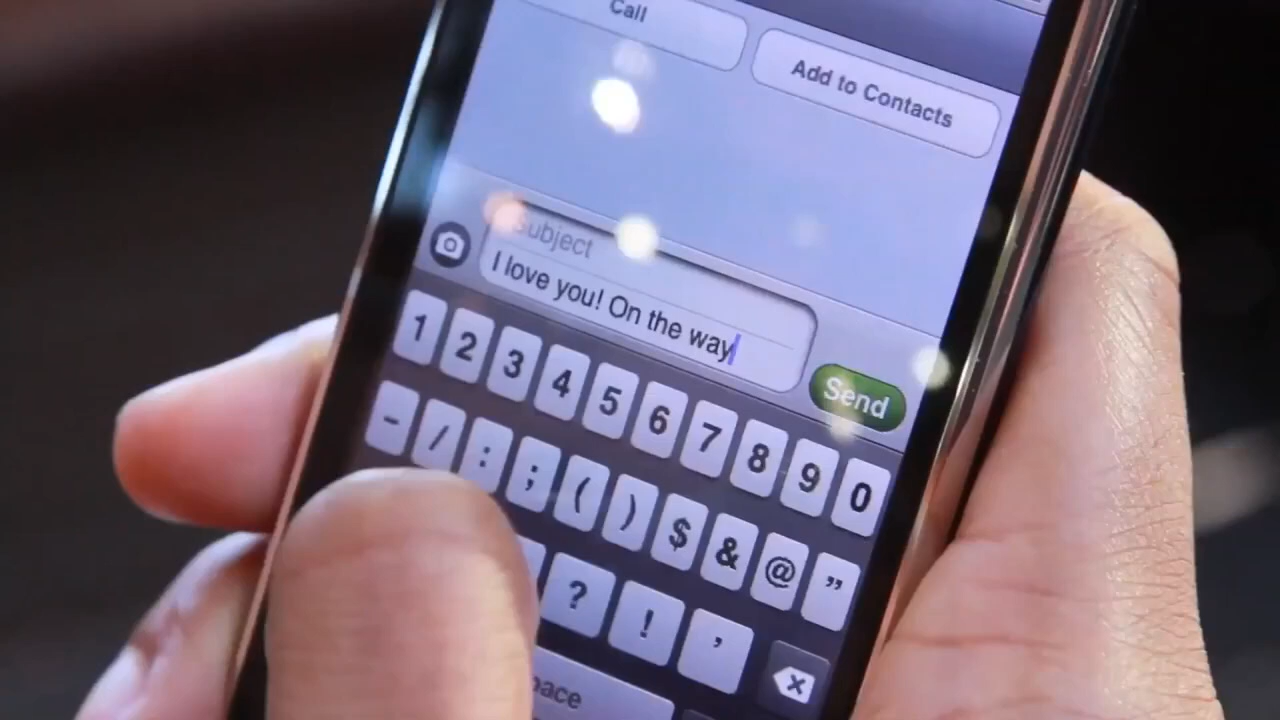 Call
Add to Contacts
Subject
I love you! On the way
Send
1 2 3 4 5 6 7 8 9 0
- / : ; ( ) $ & @ "
? ! '